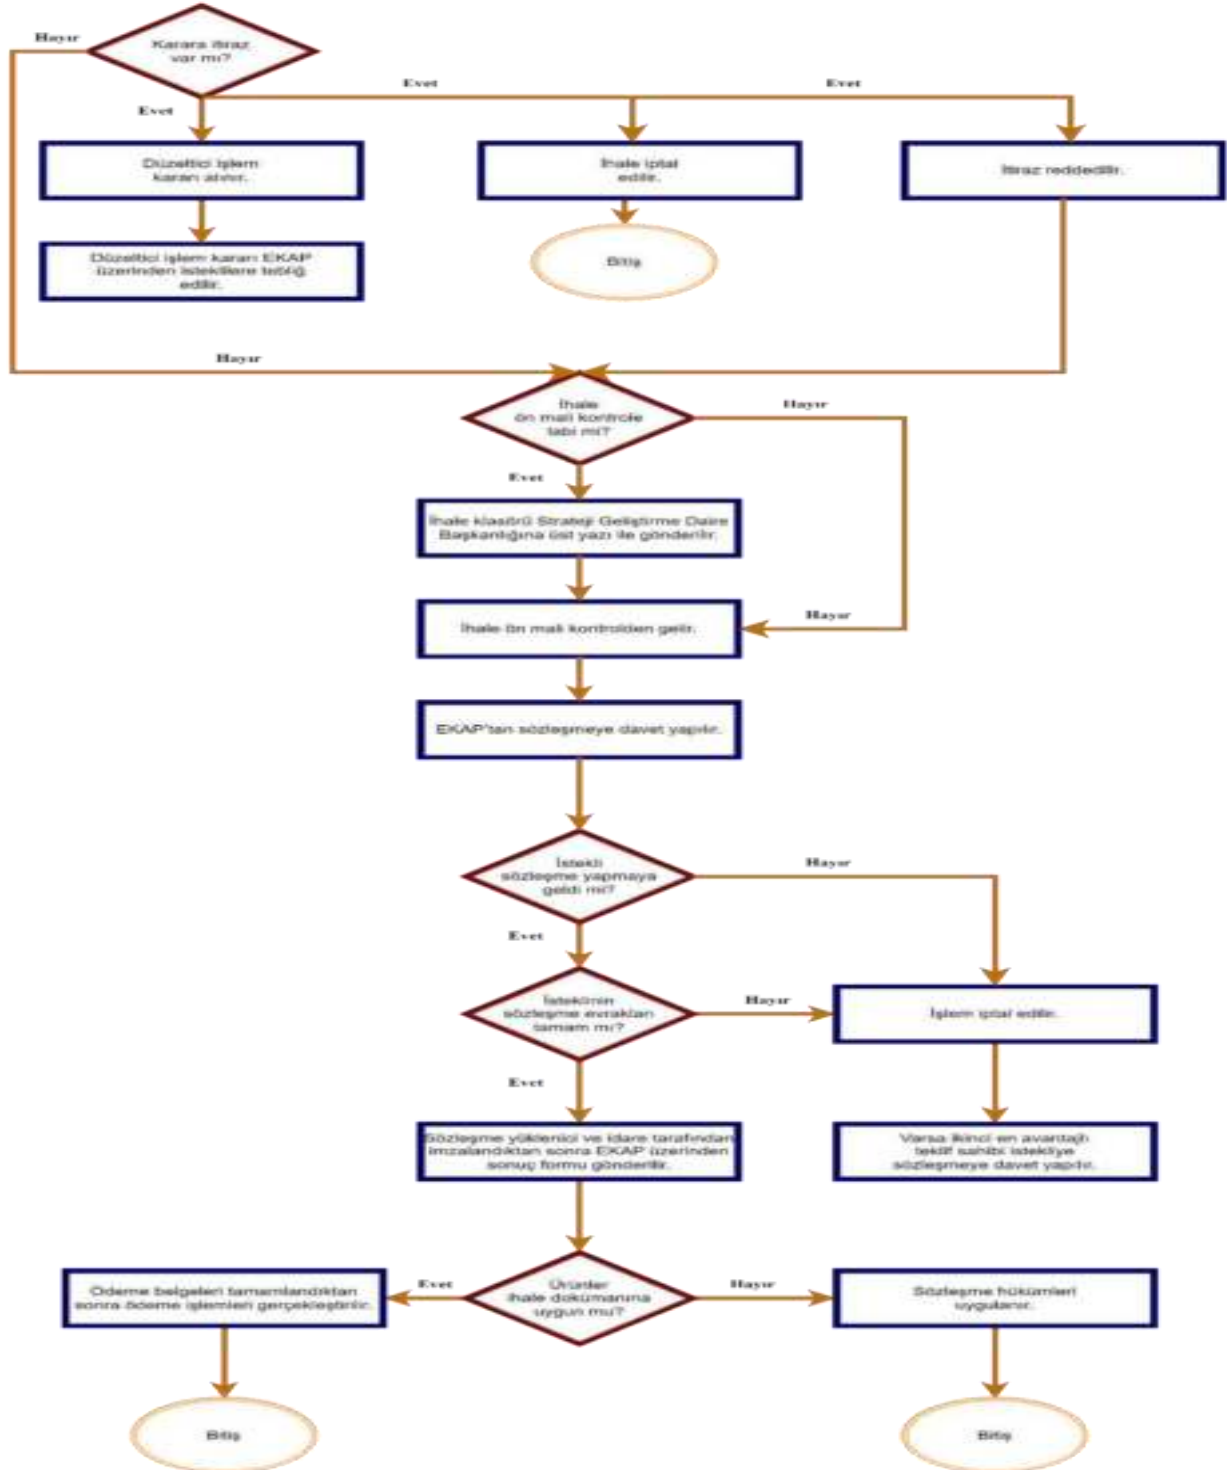 Hayır
Karara itiraz
var mı?
Evet
Evet
Evet
Düzeltici işlem
kararı alınır.
İhale iptal
edilir.
İtiraz reddedilir.
Düzeltici işlem kararı EKAP
üzerinden isteklilere tebliğ
edilir.
Bitiş
Hayır
İhale
ön mali kontrole
tabi mi?
Hayır
Evet
İhale klasörü Strateji Geliştirme Daire
Başkanlığına üst yazı ile gönderilir.
İhale ön mali kontrolden gelir.
Hayır
EKAP'tan sözleşmeye davet yapılır.
İstekli
sözleşme yapmaya
geldi mi?
Hayır
Evet
İsteklinin
sözleşme evrakları
tamam mı?
Hayır
İşlem iptal edilir.
Evet
Sözleşme yüklenici ve idare tarafından
imzalandıktan sonra EKAP üzerinden
sonuç formu gönderilir.
Varsa ikinci en avantajlı
teklif sahibi istekliye
sözleşmeye davet yapılır.
Ödeme belgeleri tamamlandıktan
sonra ödeme işlemleri gerçekleştirilir.
Evet
Ürünler
ihale dokümanına
uygun mu?
Hayır
Sözleşme hükümleri
uygulanır.
Bitiş
Bitiş